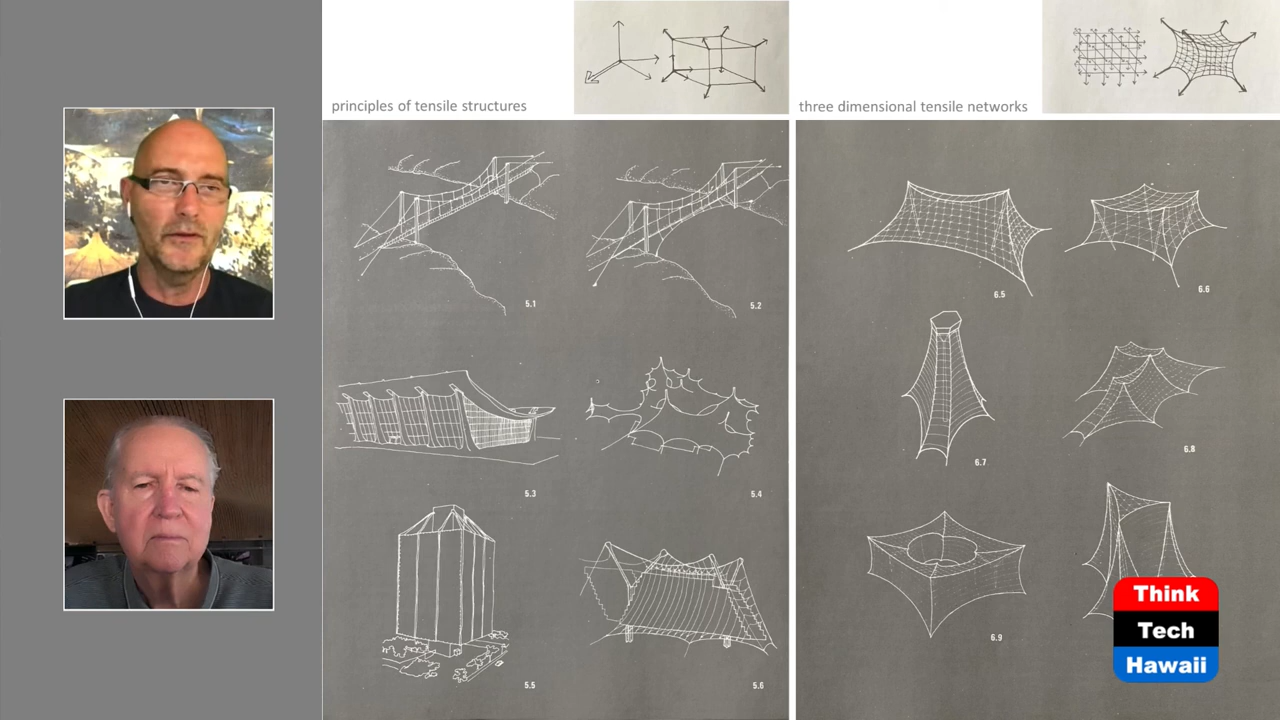 principles of tensile structures
three dimensional tensile networks
5.1
5.2
5.3
5.4
5.5
5.6
6.5
6.6
6.7
6.8
6.9
Think
Tech
Hawaii